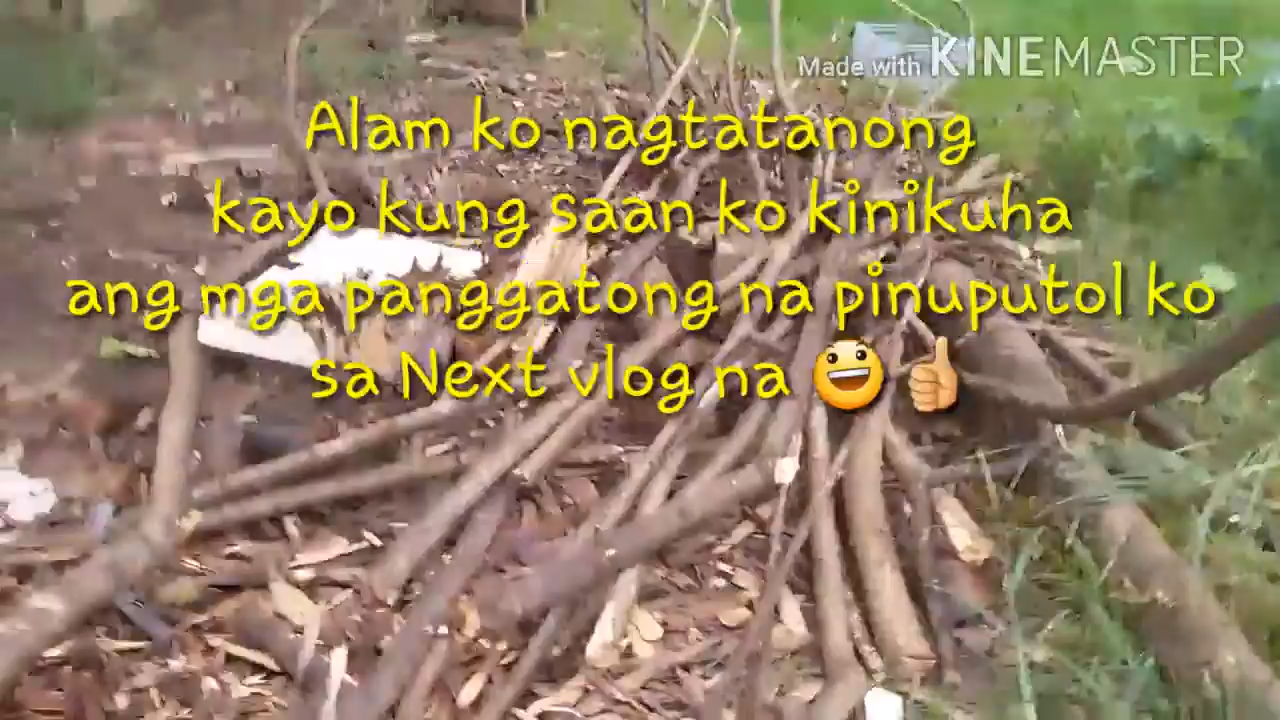 Made with KINEMASTER
Alam ko nagtatanong
kayo kung saan ko kinikuha
ang mga panggatong na pinuputol ko
sa Next vlog na 😃👍